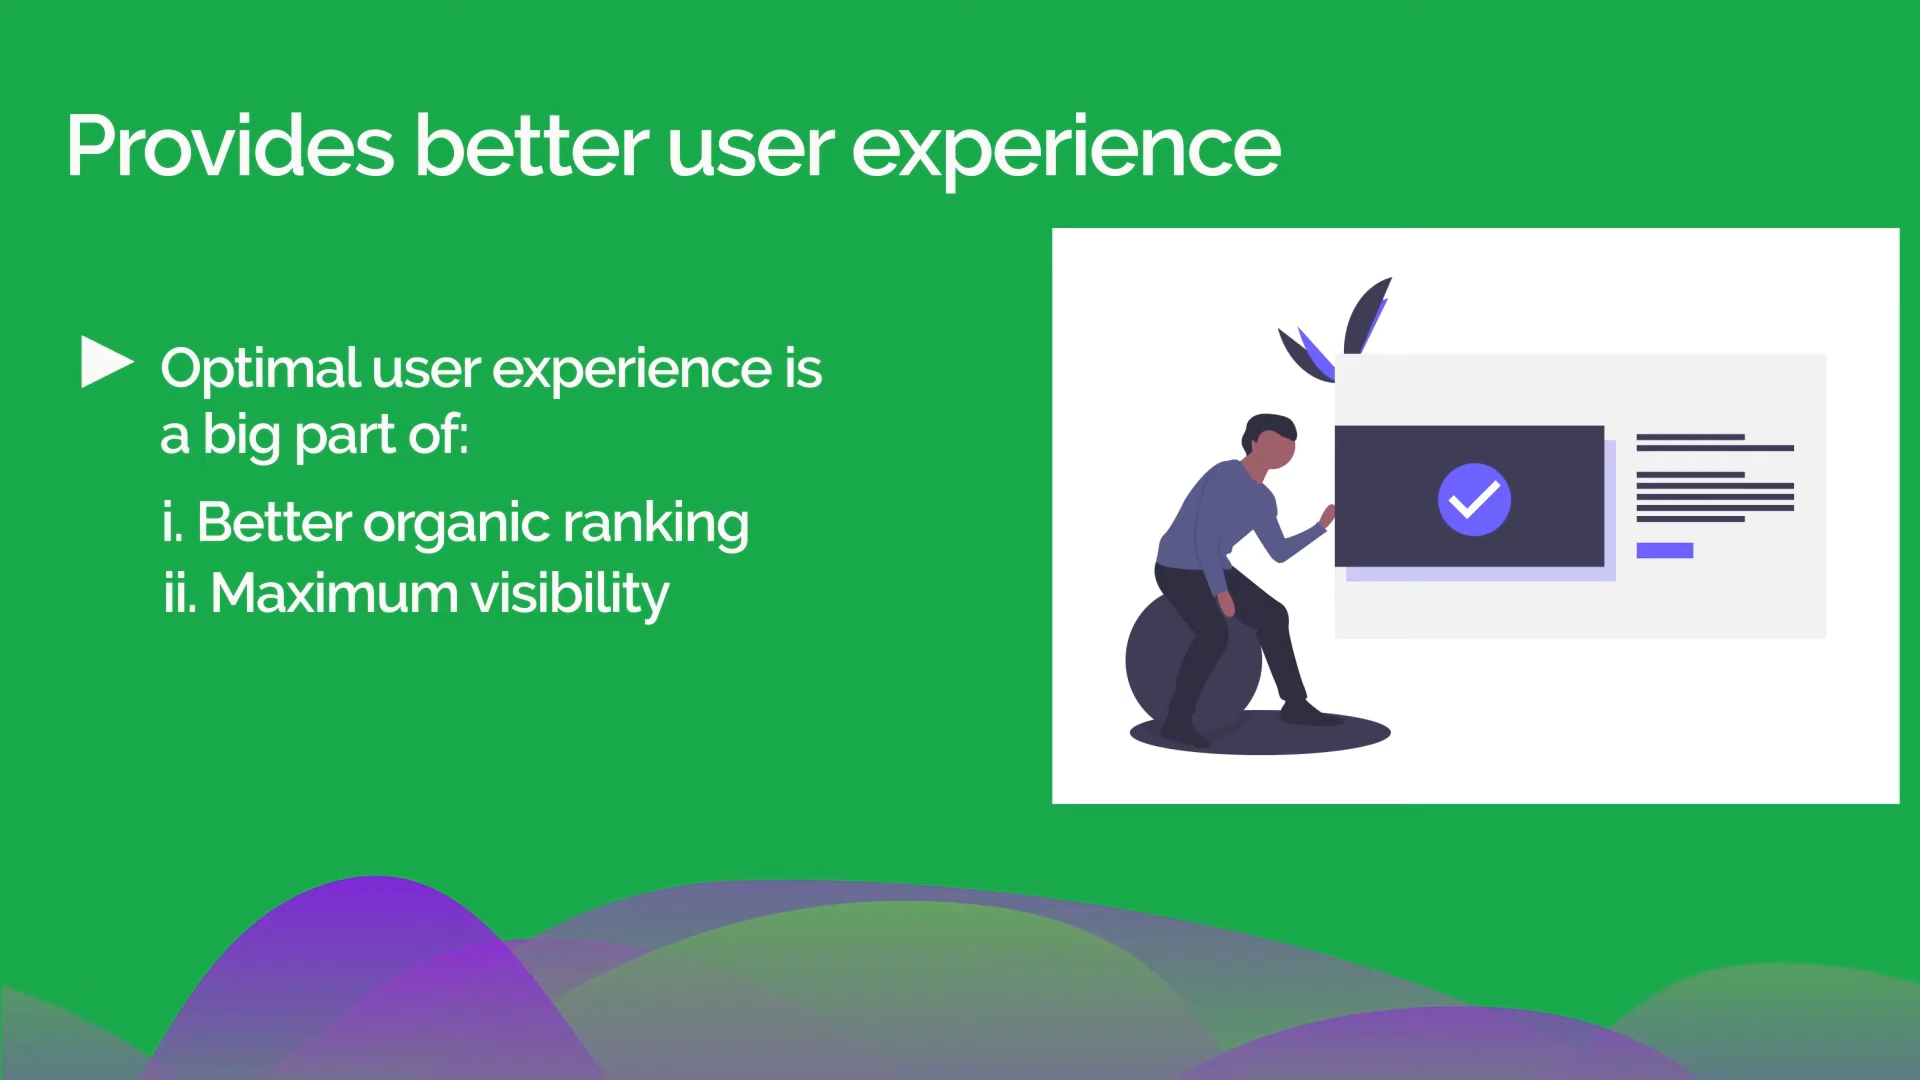 Provides better user experience
Optimal user experience is
a big part of:
i. Better organic ranking
ii. Maximum visibility